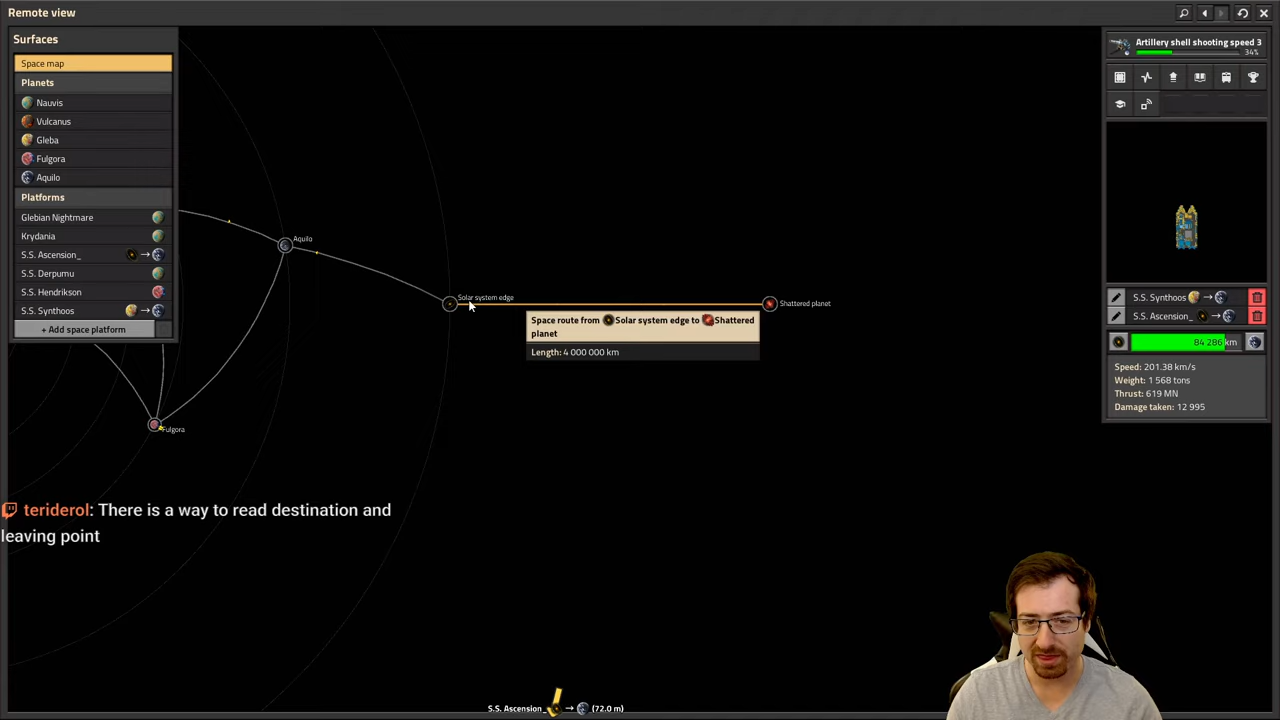 Remote view
Surfaces
Space map
Planets
Nauvis
Vulcanus
Gleba
Fulgora
Aquilo
Platforms
Glebian Nightmare
Krydania
S.S. Ascension_
S.S. Derpumu
S.S. Hendrikson
S.S. Synthoos
+ Add space platform
Aquilo
Solar system edge
Shattered planet
Space route from Solar system edge to Shattered
planet
Length: 4 000 000 km
Fulgora
teriderol: There is a way to read destination and
leaving point
Artillery shell shooting speed 3
34%
S.S. Synthoos
S.S. Ascension_
84 286 km
Speed: 201.38 km/s
Weight: 1 568 tons
Thrust: 619 MN
Damage taken: 12 995
S.S. Ascension_ → (72.0 m)